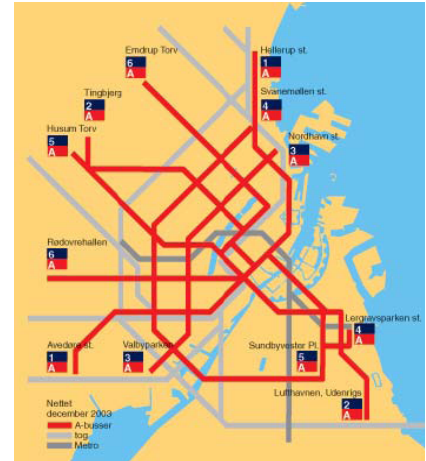 Emdrup Torv
6
A
Hellerup st.
1
A
Tingbjerg
2
A
Svanemøllen st.
4
A
Husum Torv
5
A
Nordhavn st.
3
A
Rødovrehallen
6
A
Lergravsparken st.
4
A
Avedøre st.
1
A
Valbyparken
3
A
Sundbyvester Pl.
5
A
Lufthavnen, Udenrigs
2
A
Nettet
december 2003
A-busser
tog
Metro